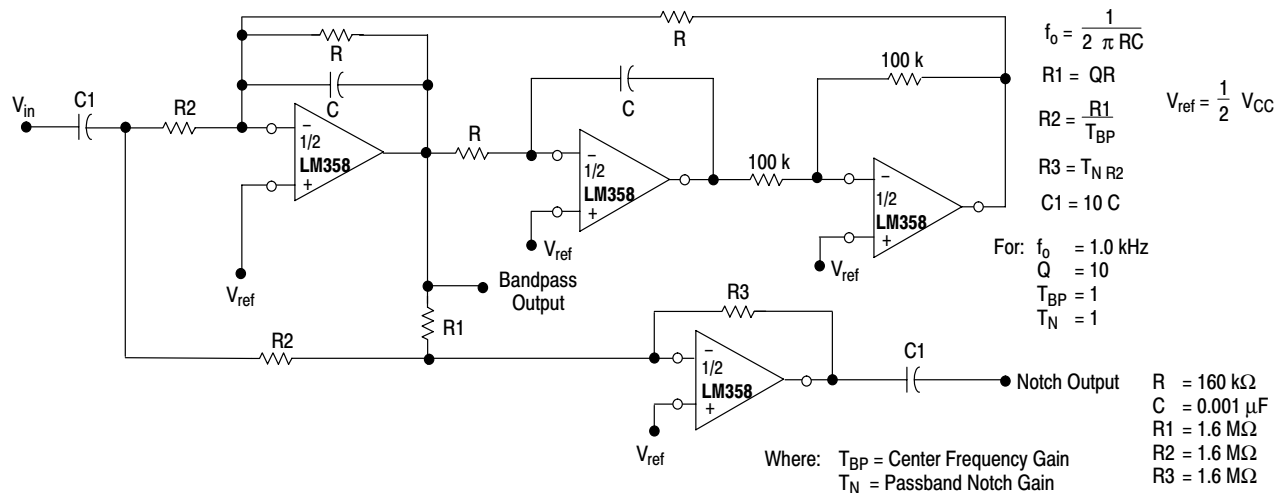 R
R
C
100 k
C
V_in
C1
R2
R
100 k
−
1/2
LM358
+
−
1/2
LM358
+
−
1/2
LM358
+
V_ref
V_ref
V_ref
Bandpass
Output
R1
R2
R3
−
1/2
LM358
+
V_ref
C1
Notch Output
f_o = 1 / 2 π RC
R1 = QR
R2 = R1 / T_BP
R3 = T_N R2
C1 = 10 C
V_ref = 1/2 V_CC
For: f_o = 1.0 kHz
Q = 10
T_BP = 1
T_N = 1
R = 160 kΩ
C = 0.001 μF
R1 = 1.6 MΩ
R2 = 1.6 MΩ
R3 = 1.6 MΩ
Where: T_BP = Center Frequency Gain
T_N = Passband Notch Gain